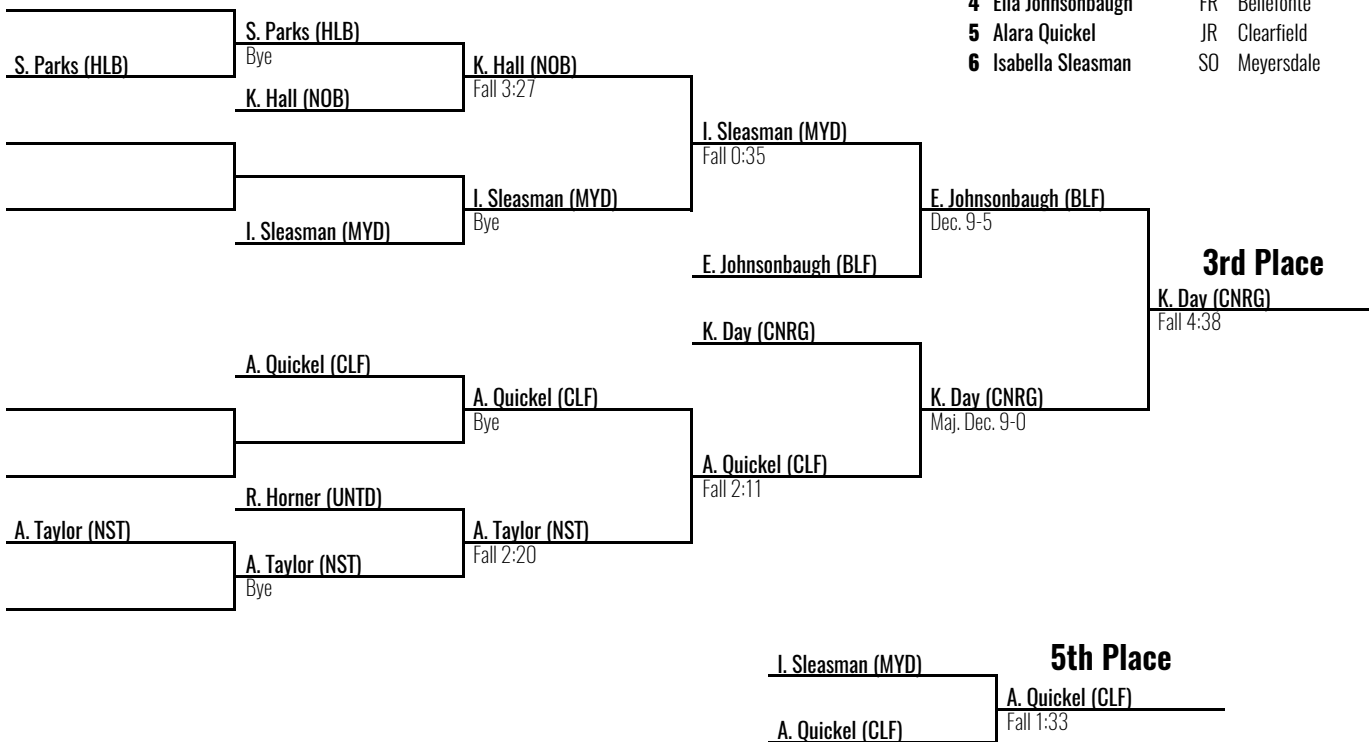 4 Ella Johnsonbaugh FR Bellefonte
S. Parks (HLB)
Bye
5 Alara Quickel JR Clearfield
S. Parks (HLB)
K. Hall (NOB)
Fall 3:27
6 Isabella Sleasman SO Meyersdale
K. Hall (NOB)
I. Sleasman (MYD)
Fall 0:35
I. Sleasman (MYD)
Bye
E. Johnsonbaugh (BLF)
Dec. 9-5
I. Sleasman (MYD)
E. Johnsonbaugh (BLF)
3rd Place
K. Day (CNRG)
Fall 4:38
K. Day (CNRG)
A. Quickel (CLF)
A. Quickel (CLF)
Bye
K. Day (CNRG)
Maj. Dec. 9-0
A. Quickel (CLF)
Fall 2:11
R. Horner (UNTD)
A. Taylor (NST)
A. Taylor (NST)
Fall 2:20
A. Taylor (NST)
Bye
I. Sleasman (MYD)
5th Place
A. Quickel (CLF)
Fall 1:33
A. Quickel (CLF)